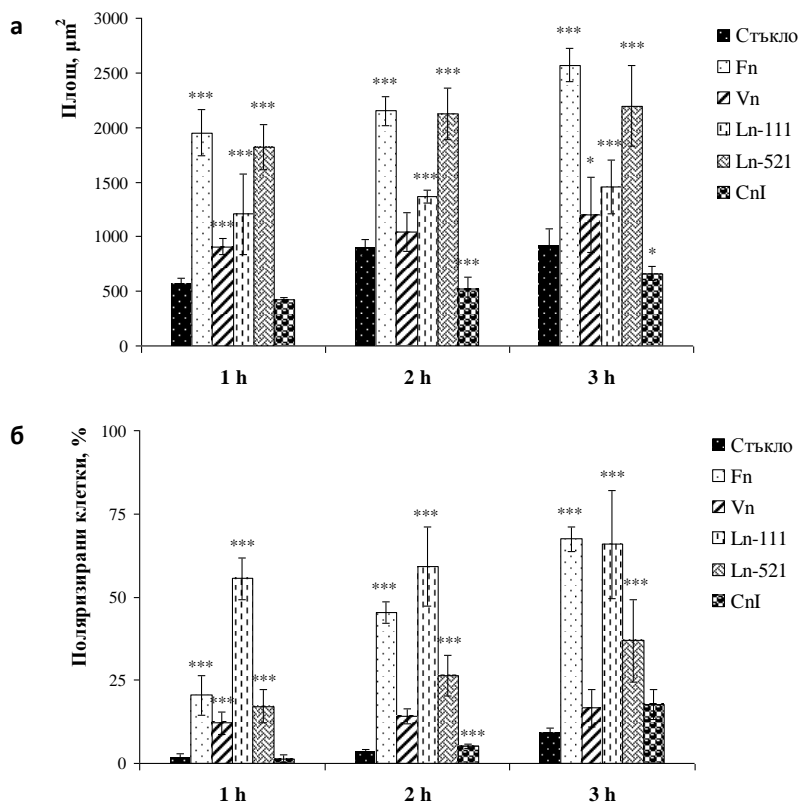 а
Площ, µm²
3000
2500
2000
1500
1000
500
0
***
***
***
***
***
***
***
***
***
*
***
***
*
1 h
2 h
3 h
Стъкло
Fn
Vn
Ln-111
Ln-521
CnI
б
Поляризирани клетки, %
100
75
50
25
0
***
***
***
***
***
***
***
***
***
***
***
1 h
2 h
3 h
Стъкло
Fn
Vn
Ln-111
Ln-521
CnI